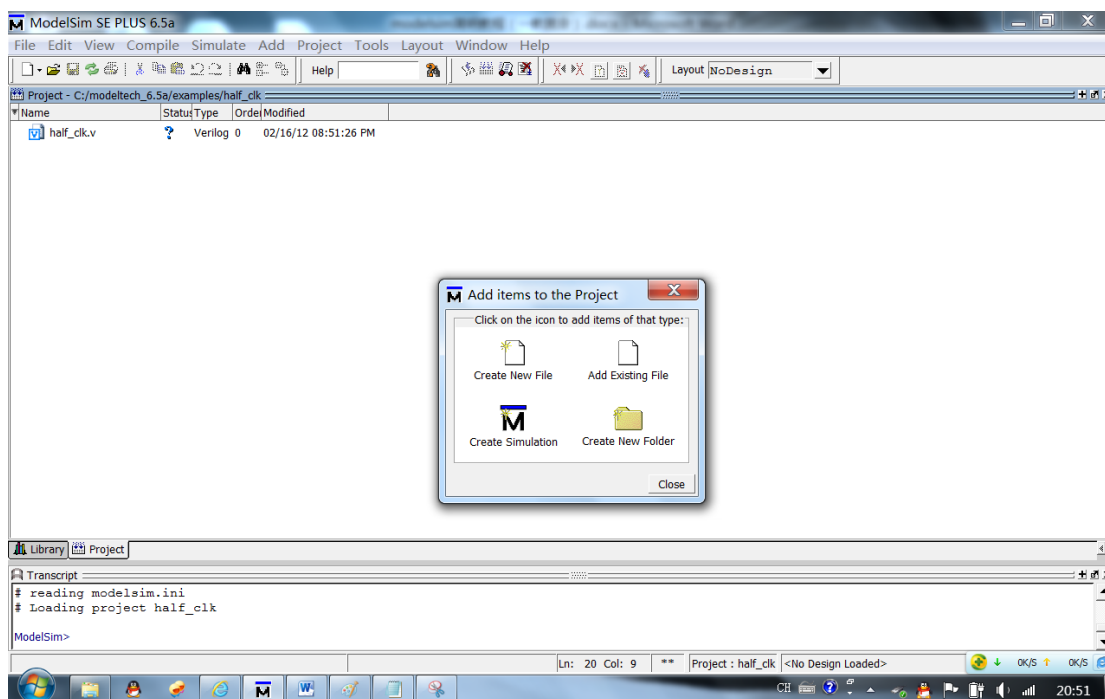 ModelSim SE PLUS 6.5a
File Edit View Compile Simulate Add Project Tools Layout Window Help
Help
Layout NoDesign
Project - C:/modeltech_6.5a/examples/half_clk
Name Status Type Order Modified
half_clk.v ? Verilog 0 02/16/12 08:51:26 PM
Add items to the Project
Click on the icon to add items of that type:
Create New File Add Existing File
Create Simulation Create New Folder
Close
Library Project
Transcript
# reading modelsim.ini
# Loading project half_clk
ModelSim>
Ln: 20 Col: 9 ** Project : half_clk <No Design Loaded>
0K/S 0K/S
CH 20:51